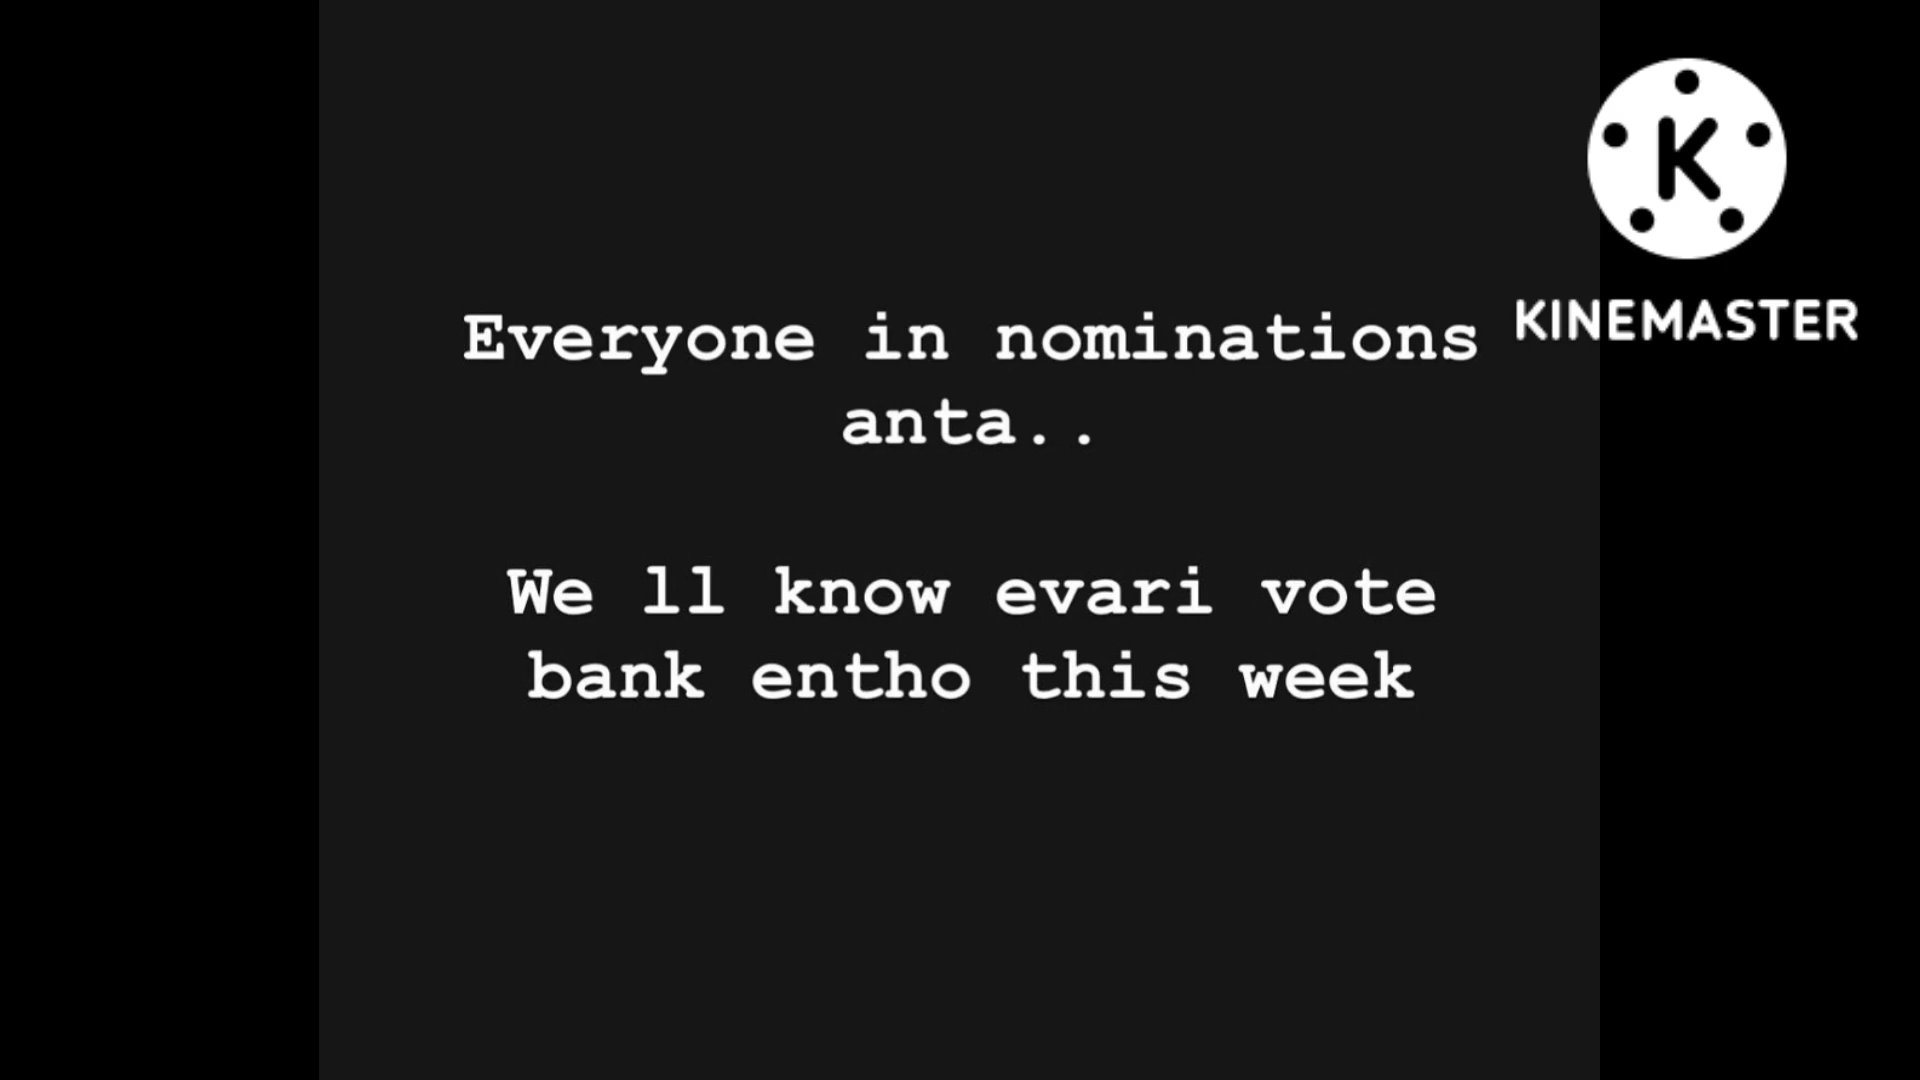 K
KINEMASTER
Everyone in nominations
anta..
We ll know evari vote
bank entho this week